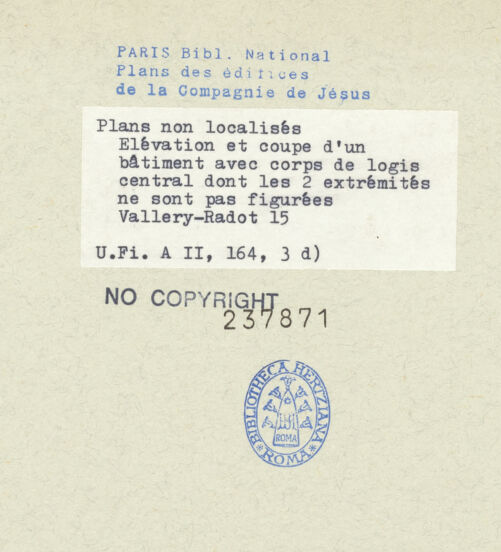 PARIS Bibl. National
Plans des édifices
de la Compagnie de Jésus
Plans non localisés
Elévation et coupe d'un
bâtiment avec corps de logis
central dont les 2 extrémités
ne sont pas figurées
Vallery-Radot 15
U.Fi. A II, 164, 3 d)
NO COPYRIGHT
237871
BIBLIOTHECA HERTZIANA
ROMA
* ROMA *